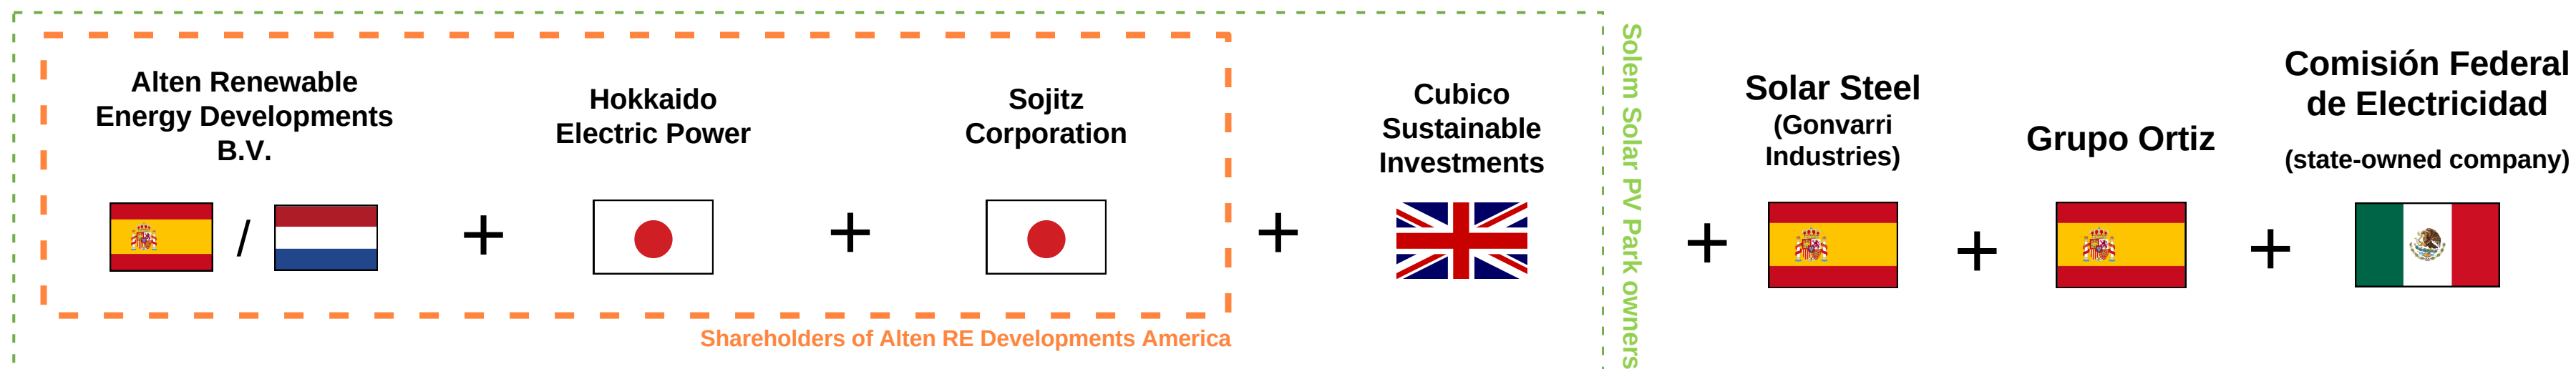 Alten Renewable
Energy Developments
B.V.
/
+
Hokkaido
Electric Power
+
Sojitz
Corporation
Shareholders of Alten RE Developments America
+
Cubico
Sustainable
Investments
Solem Solar PV Park owners
+
Solar Steel
(Gonvarri
Industries)
+
Grupo Ortiz
+
Comisión Federal
de Electricidad
(state-owned company)